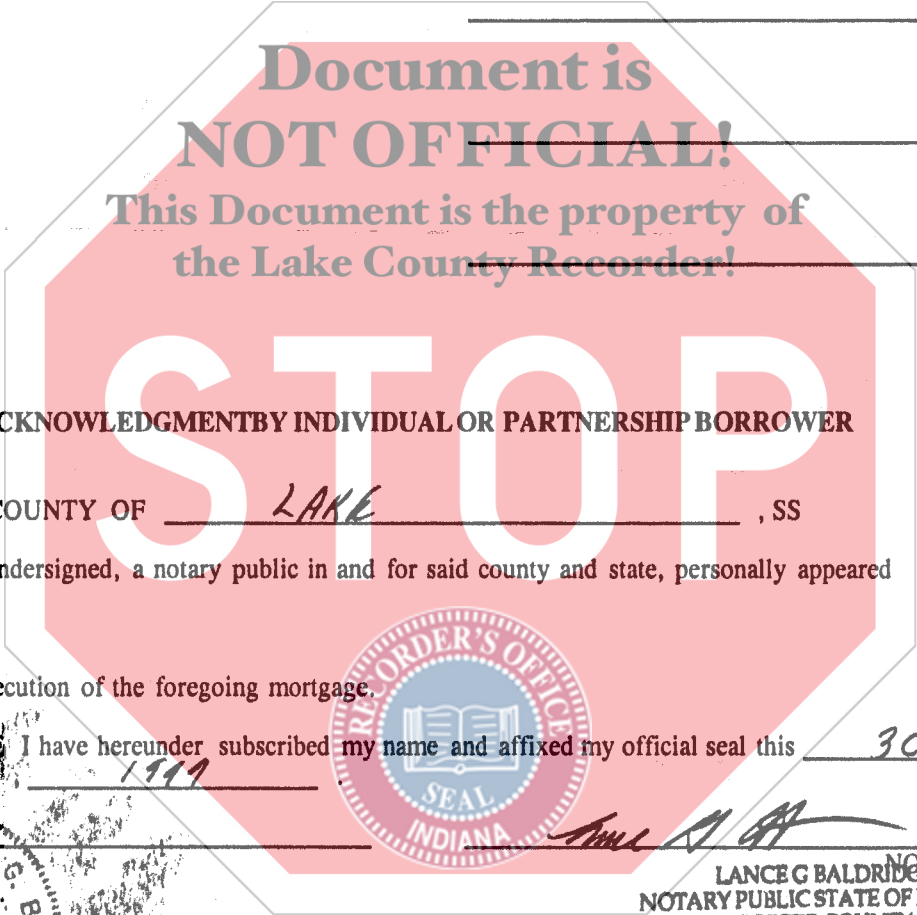 Document is
NOT OFFICIAL!
This Document is the property of
the Lake County Recorder!
STOP
CKNOWLEDGMENTBY INDIVIDUAL OR PARTNERSHIP BORROWER
COUNTY OF LAKE , SS
ndersigned, a notary public in and for said county and state, personally appeared
ecution of the foregoing mortgage.
I have hereunder subscribed my name and affixed my official seal this 30
RECORDER'S OFFICE
SEAL
INDIANA
LANCE G BALDRIDG
NOTARY PUBLIC STATE OF
G. B